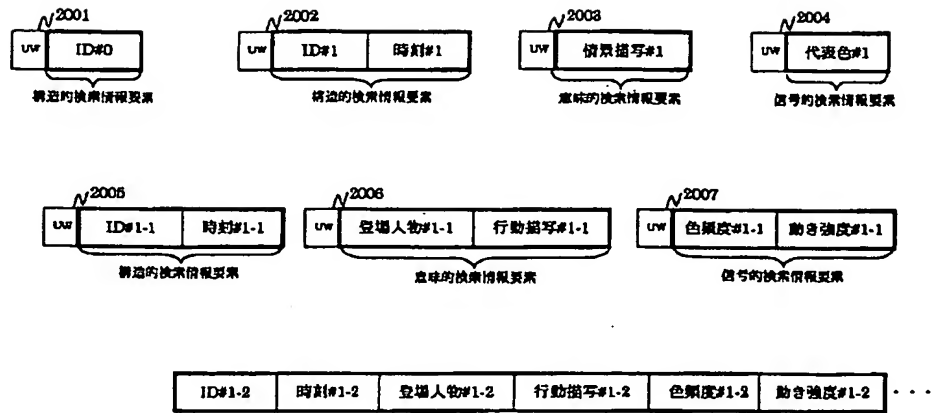 2001 2002 2003 2004
UW ID#0 UW ID#1 時刻#1 UW 情景描写#1 UW 代表色#1
構造的検索情報要素 構造的検索情報要素 意味的検索情報要素 信号的検索情報要素
2005 2006 2007
UW ID#1-1 時刻#1-1 UW 登場人物#1-1 行動描写#1-1 UW 色頻度#1-1 動き強度#1-1
構造的検索情報要素 意味的検索情報要素 信号的検索情報要素
ID#1-2 時刻#1-2 登場人物#1-2 行動描写#1-2 色頻度#1-2 動き強度#1-2 ・・・